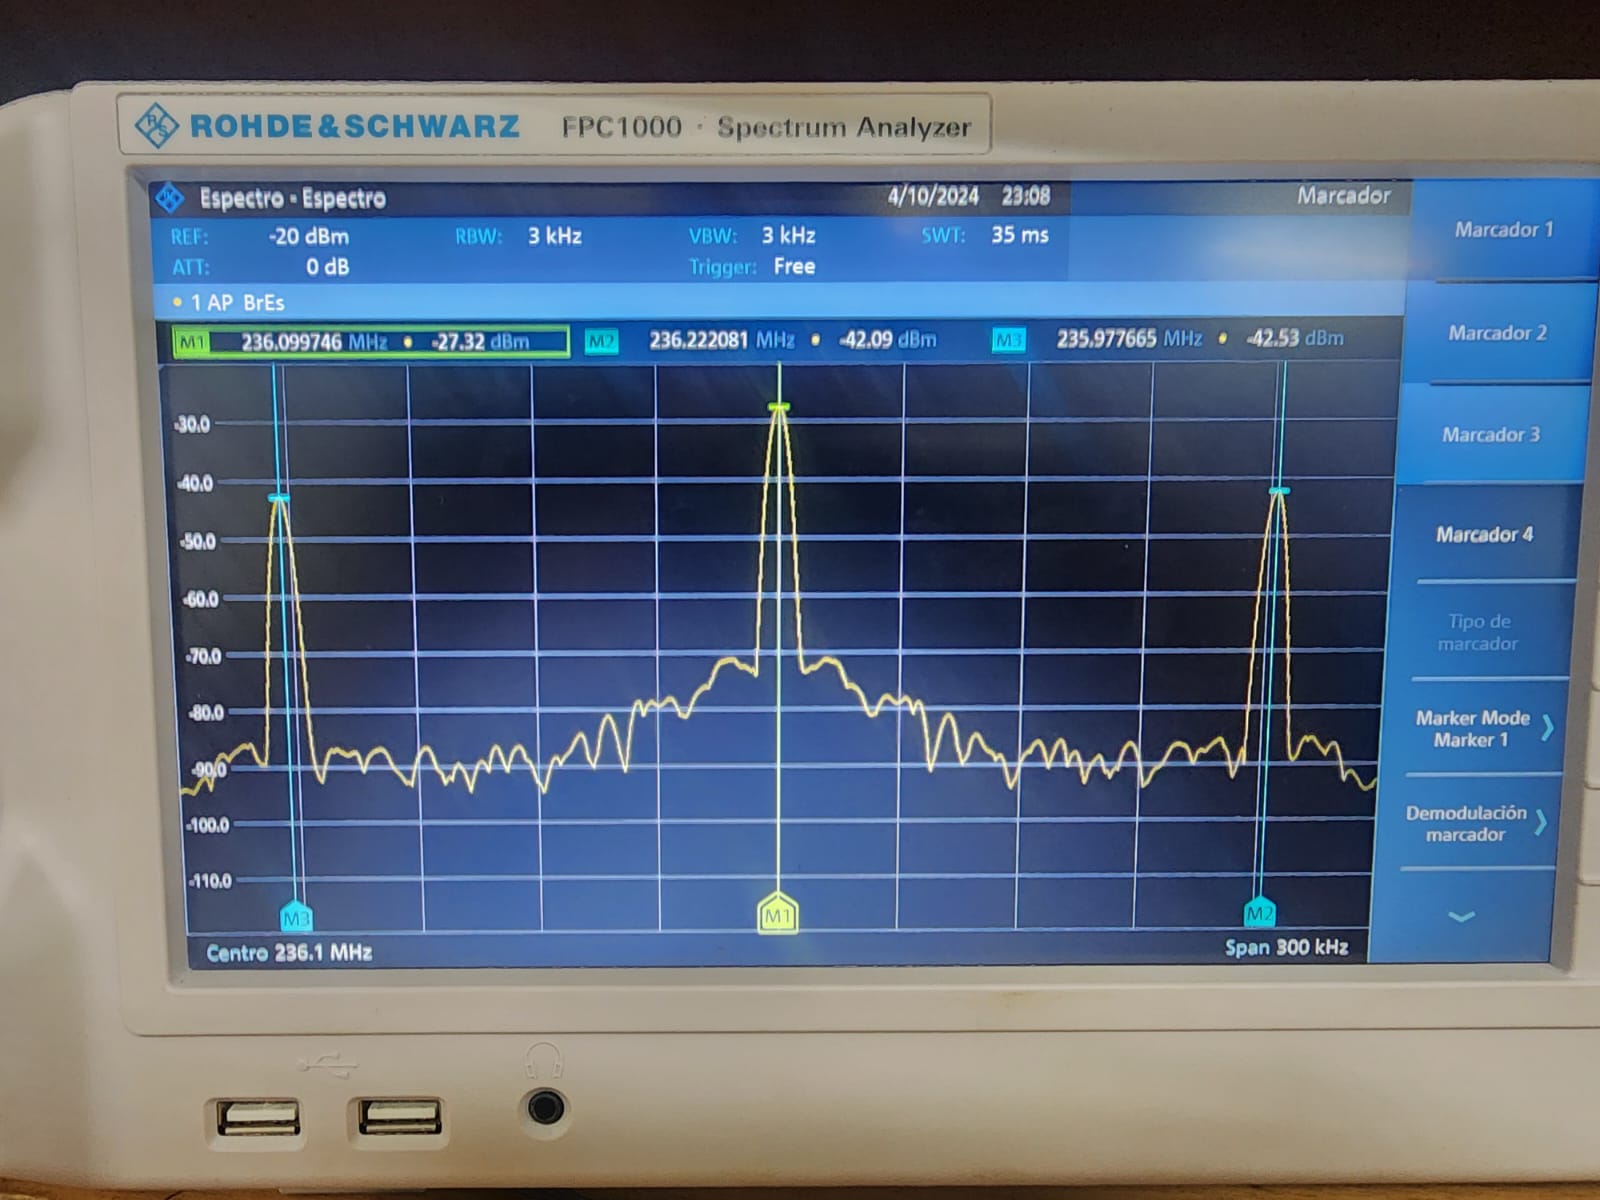 ROHDE&SCHWARZ FPC1000 · Spectrum Analyzer
Espectro - Espectro 4/10/2024 23:08 Marcador
REF: -20 dBm RBW: 3 kHz VBW: 3 kHz SWT: 35 ms
ATT: 0 dB Trigger: Free
1 AP BrEs
M1 236.099746 MHz -27.32 dBm M2 236.222081 MHz -42.09 dBm M3 235.977665 MHz -42.53 dBm
-30.0
-40.0
-50.0
-60.0
-70.0
-80.0
-90.0
-100.0
-110.0
M3 M1 M2
Centro 236.1 MHz Span 300 kHz
Marcador 1
Marcador 2
Marcador 3
Marcador 4
Tipo de
marcador
Marker Mode
Marker 1
Demodulación
marcador